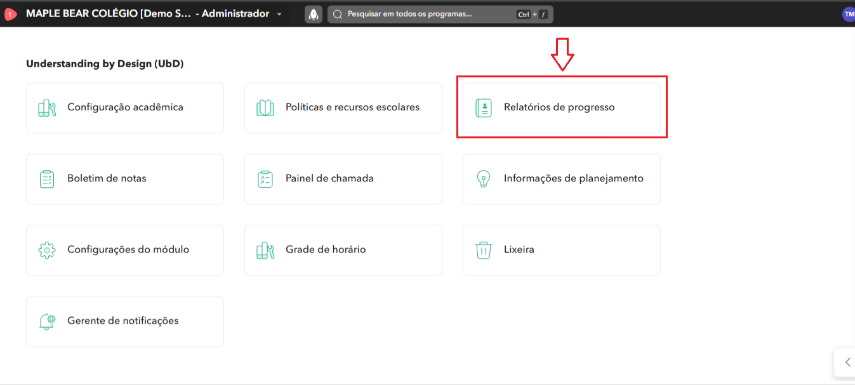 MAPLE BEAR COLÉGIO [Demo S... - Administrador
Pesquisar em todos os programas...
Ctrl + /
TM
Understanding by Design (UbD)
Configuração acadêmica
Políticas e recursos escolares
Relatórios de progresso
Boletim de notas
Painel de chamada
Informações de planejamento
Configurações do módulo
Grade de horário
Lixeira
Gerente de notificações